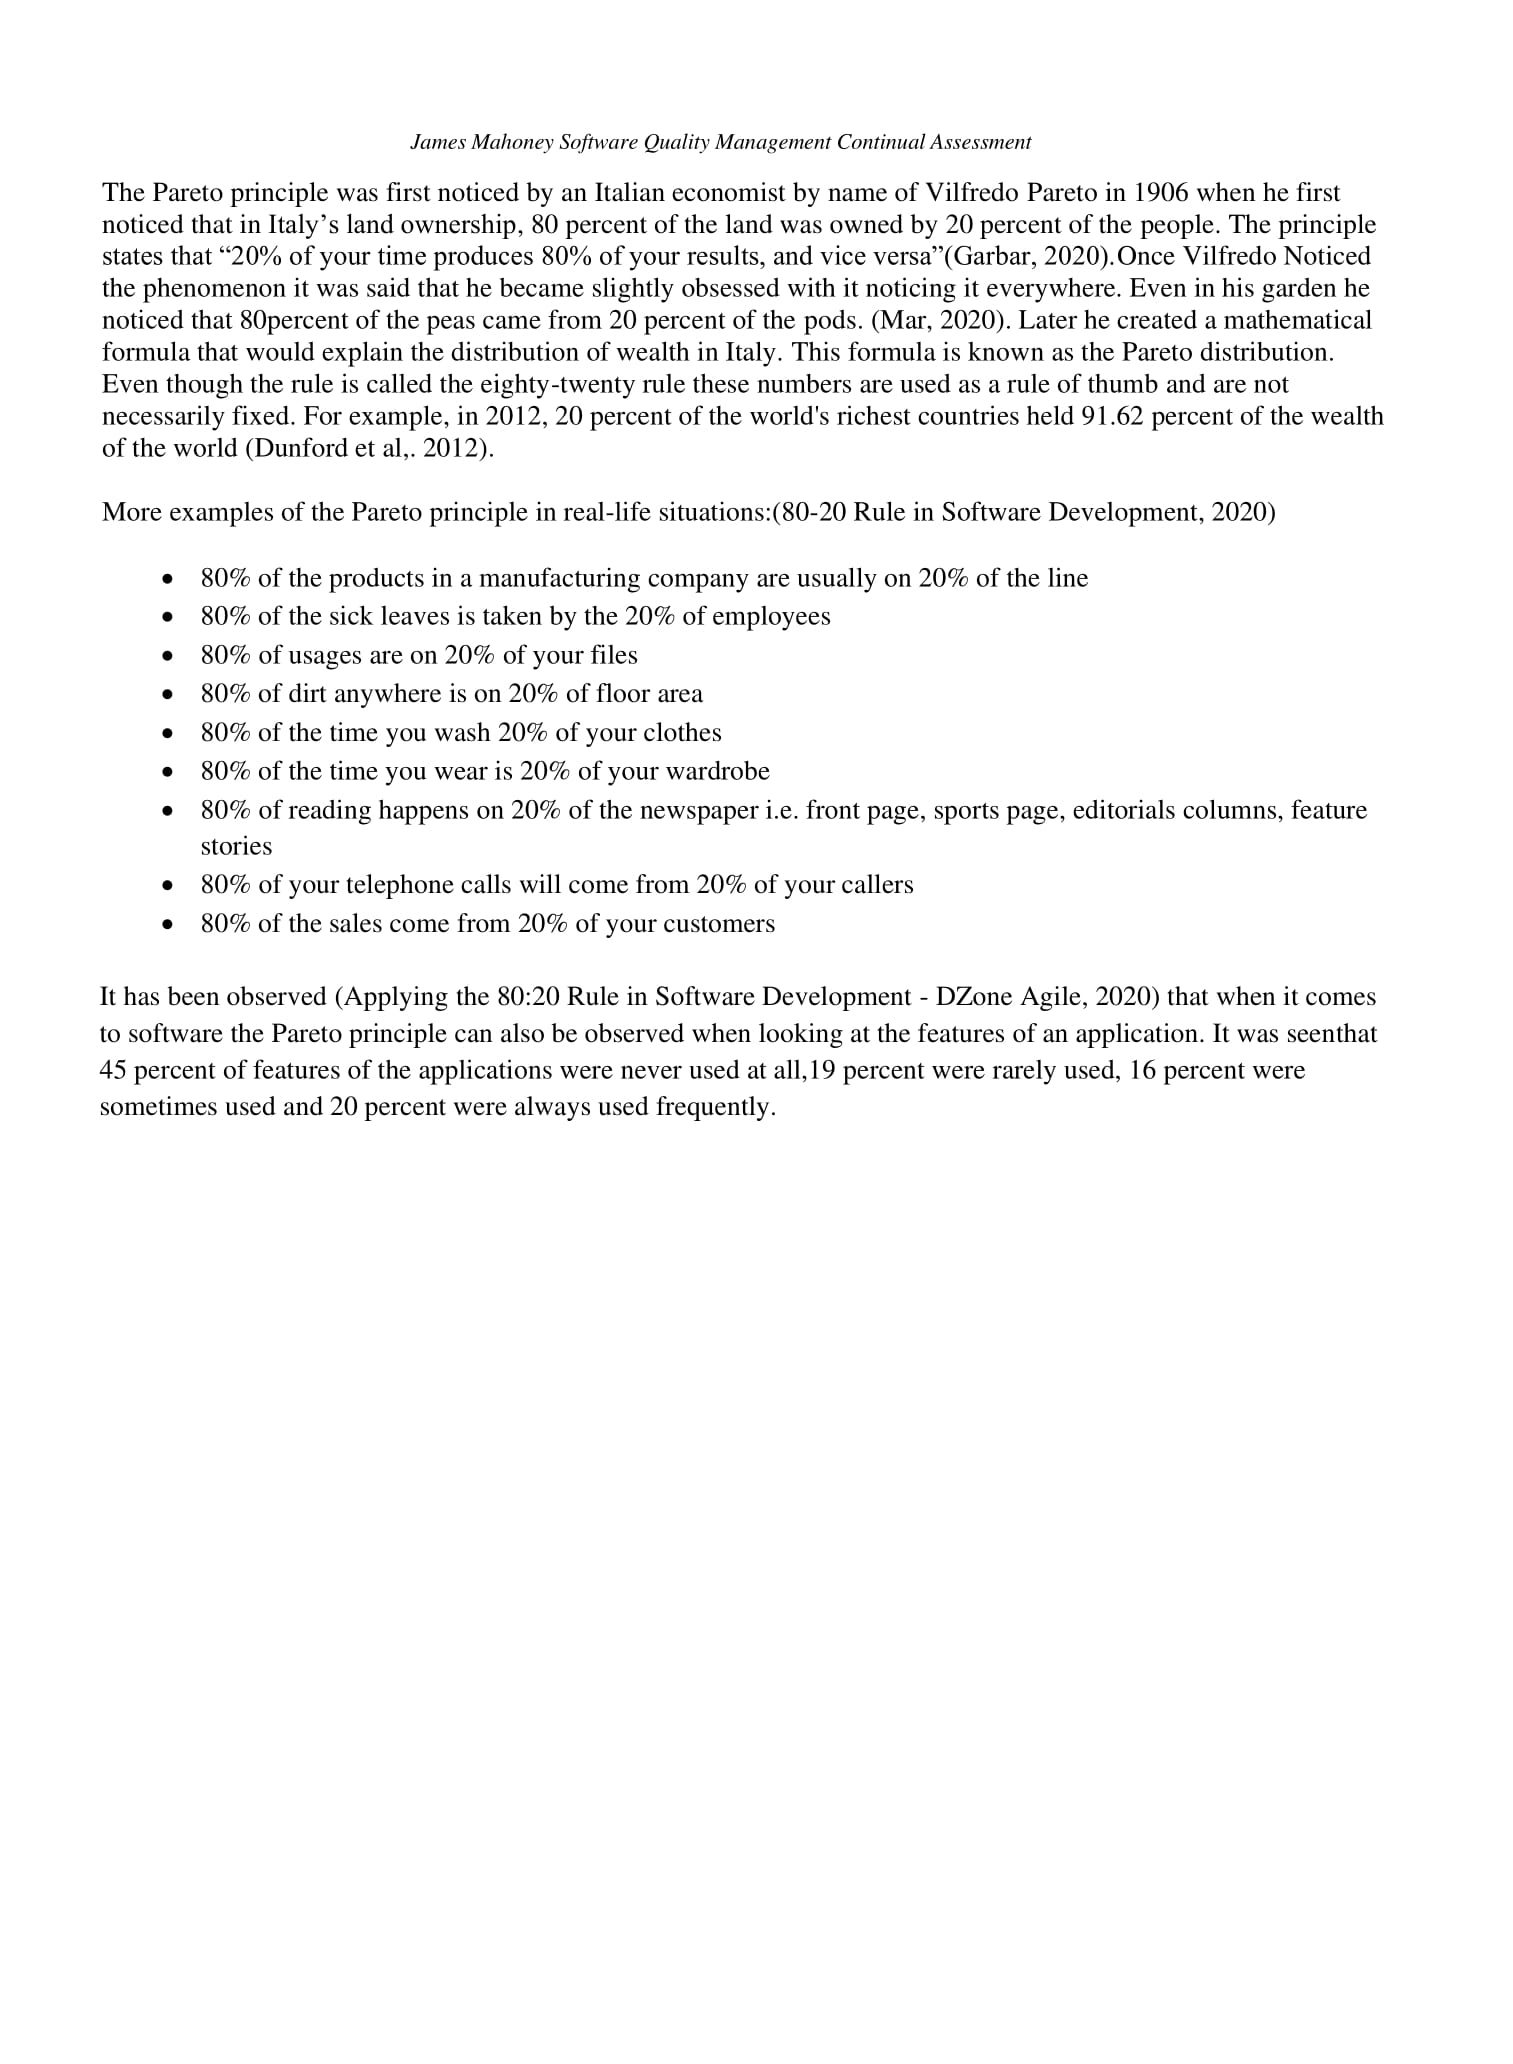 James Mahoney Software Quality Management Continual Assessment
The Pareto principle was first noticed by an Italian economist by name of Vilfredo Pareto in 1906 when he first
noticed that in Italy’s land ownership, 80 percent of the land was owned by 20 percent of the people. The principle
states that “20% of your time produces 80% of your results, and vice versa”(Garbar, 2020).Once Vilfredo Noticed
the phenomenon it was said that he became slightly obsessed with it noticing it everywhere. Even in his garden he
noticed that 80percent of the peas came from 20 percent of the pods. (Mar, 2020). Later he created a mathematical
formula that would explain the distribution of wealth in Italy. This formula is known as the Pareto distribution.
Even though the rule is called the eighty-twenty rule these numbers are used as a rule of thumb and are not
necessarily fixed. For example, in 2012, 20 percent of the world's richest countries held 91.62 percent of the wealth
of the world (Dunford et al,. 2012).
More examples of the Pareto principle in real-life situations:(80-20 Rule in Software Development, 2020)
• 80% of the products in a manufacturing company are usually on 20% of the line
• 80% of the sick leaves is taken by the 20% of employees
• 80% of usages are on 20% of your files
• 80% of dirt anywhere is on 20% of floor area
• 80% of the time you wash 20% of your clothes
• 80% of the time you wear is 20% of your wardrobe
• 80% of reading happens on 20% of the newspaper i.e. front page, sports page, editorials columns, feature
stories
• 80% of your telephone calls will come from 20% of your callers
• 80% of the sales come from 20% of your customers
It has been observed (Applying the 80:20 Rule in Software Development - DZone Agile, 2020) that when it comes
to software the Pareto principle can also be observed when looking at the features of an application. It was seenthat
45 percent of features of the applications were never used at all,19 percent were rarely used, 16 percent were
sometimes used and 20 percent were always used frequently.